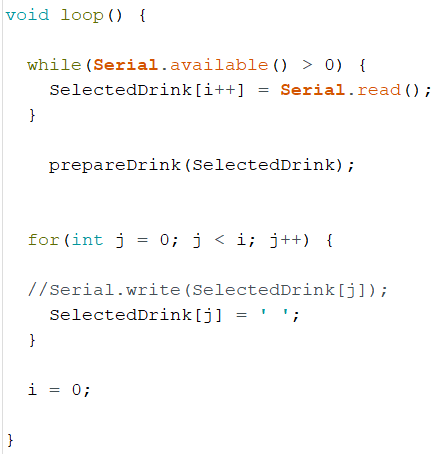 void loop() {
while(Serial.available() > 0) {
SelectedDrink[i++] = Serial.read();
}
prepareDrink(SelectedDrink);
for(int j = 0; j < i; j++) {
//Serial.write(SelectedDrink[j]);
SelectedDrink[j] = ' ';
}
i = 0;
}